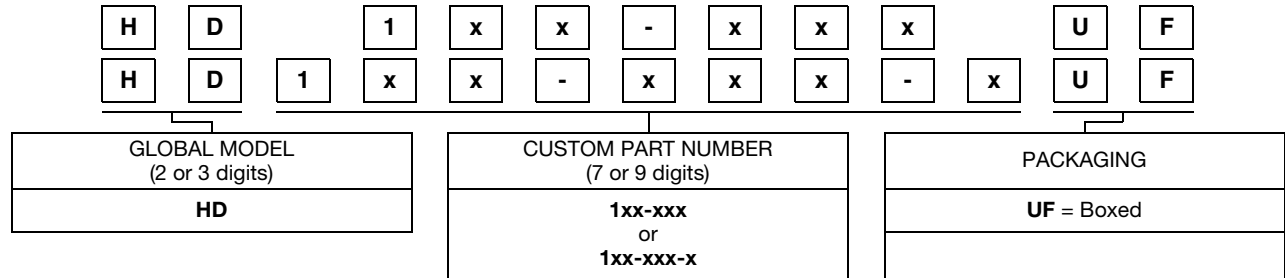 H D 1 x x - x x x U F
H D 1 x x - x x x - x U F
GLOBAL MODEL
(2 or 3 digits)
HD
CUSTOM PART NUMBER
(7 or 9 digits)
1xx-xxx
or
1xx-xxx-x
PACKAGING
UF = Boxed